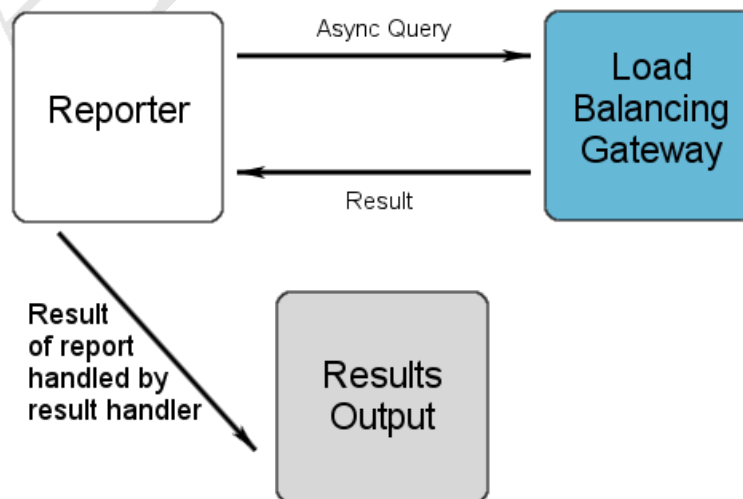 Async Query
Reporter
Load
Balancing
Gateway
Result
Result
of report
handled by
result handler
Results
Output